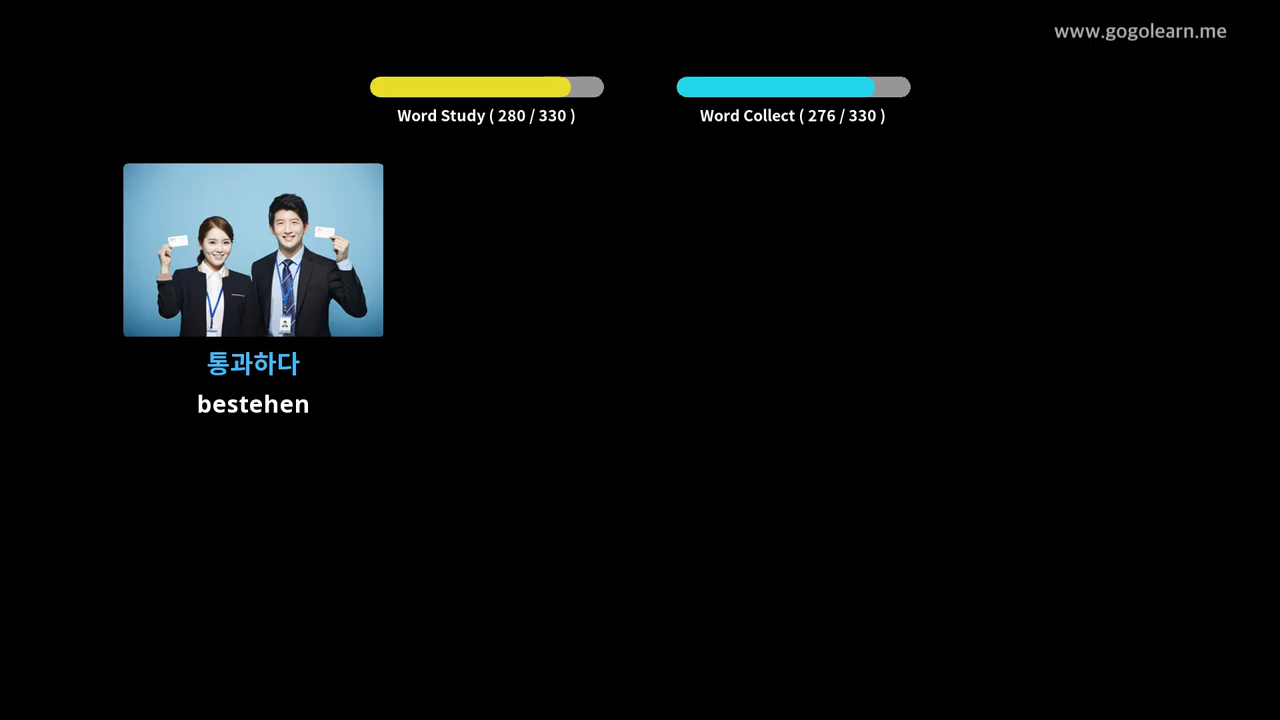 www.gogolearn.me
Word Study ( 280 / 330 )
Word Collect ( 276 / 330 )
통과하다
bestehen